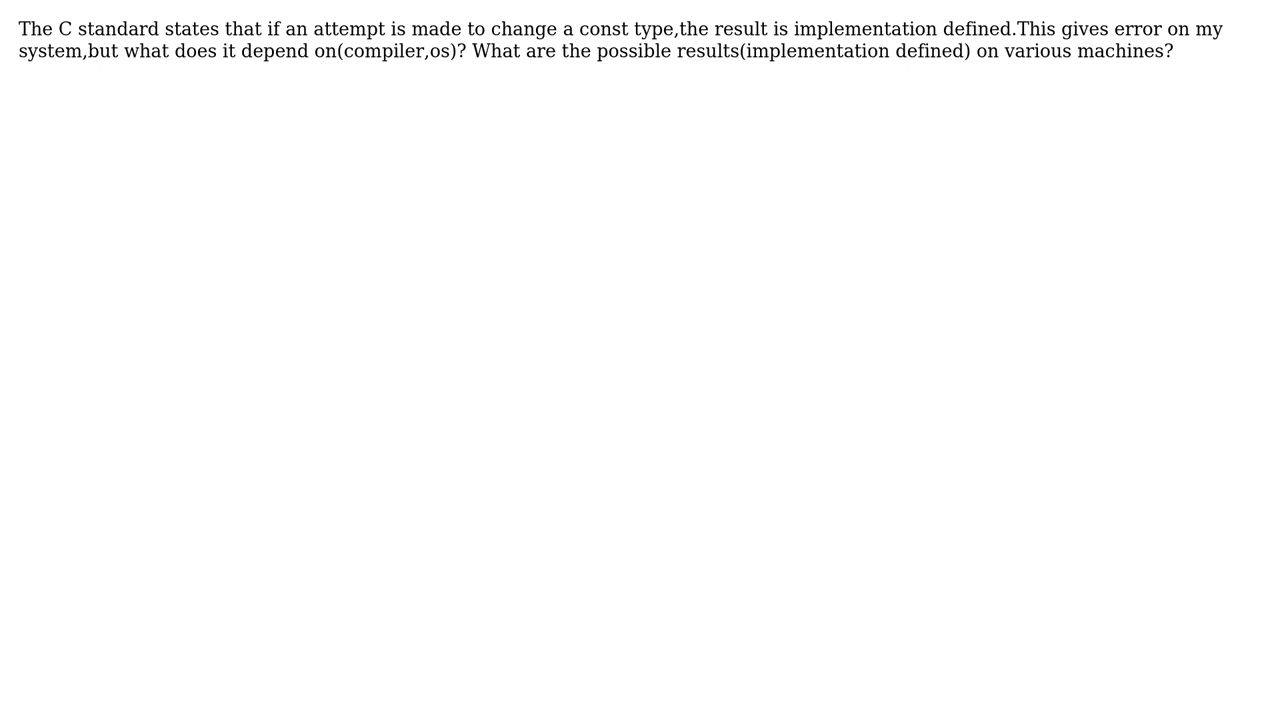 The C standard states that if an attempt is made to change a const type,the result is implementation defined.This gives error on my
system,but what does it depend on(compiler,os)? What are the possible results(implementation defined) on various machines?